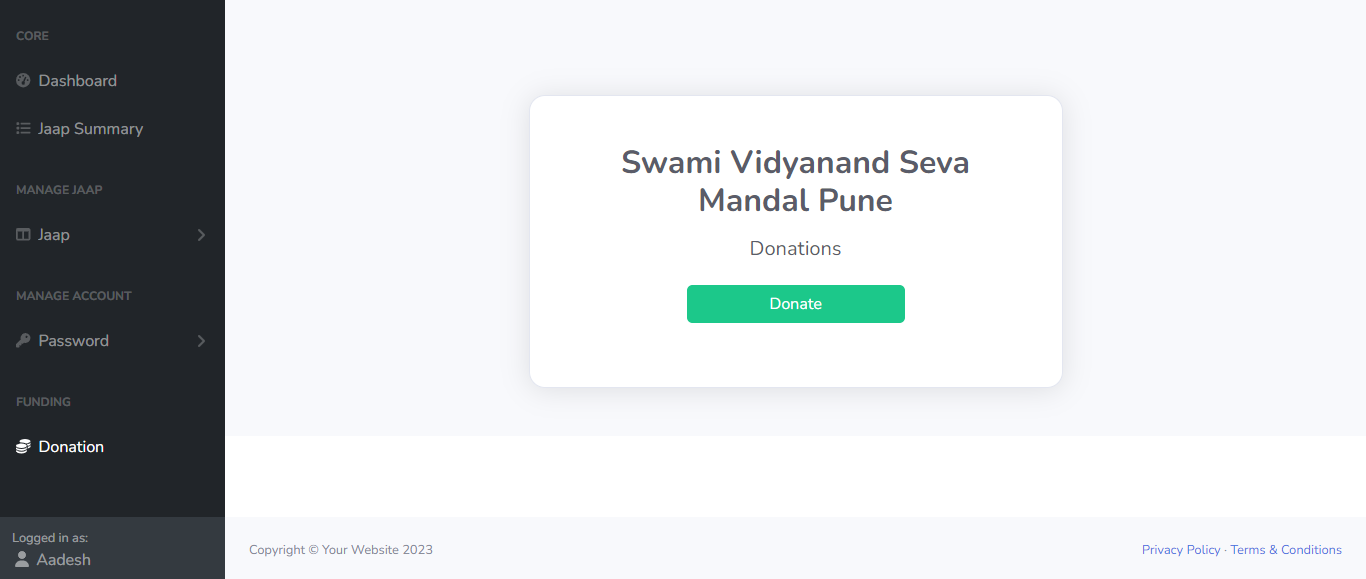 CORE
Dashboard
Jaap Summary
MANAGE JAAP
Jaap
MANAGE ACCOUNT
Password
FUNDING
Donation
Logged in as:
Aadesh
Swami Vidyanand Seva
Mandal Pune
Donations
Donate
Copyright © Your Website 2023
Privacy Policy · Terms & Conditions